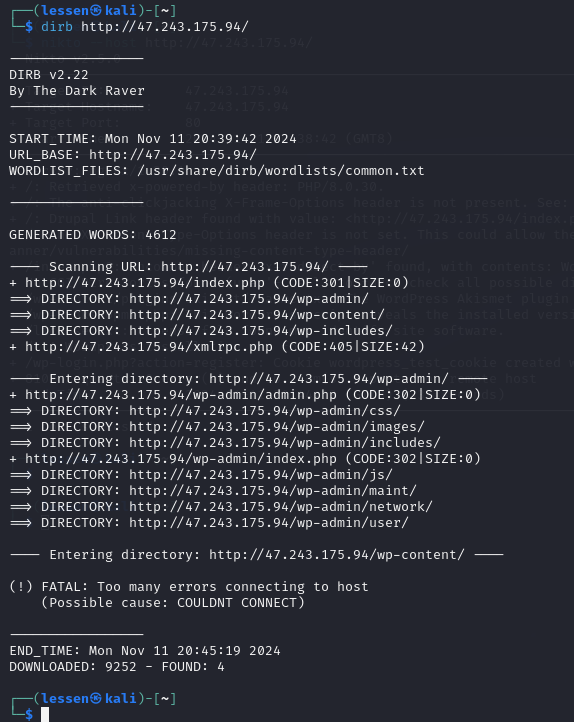 ┌──(lessen㉿kali)-[~]
└─$ dirb http://47.243.175.94/
-----------------
DIRB v2.22
By The Dark Raver
-----------------
START_TIME: Mon Nov 11 20:39:42 2024
URL_BASE: http://47.243.175.94/
WORDLIST_FILES: /usr/share/dirb/wordlists/common.txt
-----------------
GENERATED WORDS: 4612
---- Scanning URL: http://47.243.175.94/ ----
+ http://47.243.175.94/index.php (CODE:301|SIZE:0)
==> DIRECTORY: http://47.243.175.94/wp-admin/
==> DIRECTORY: http://47.243.175.94/wp-content/
==> DIRECTORY: http://47.243.175.94/wp-includes/
+ http://47.243.175.94/xmlrpc.php (CODE:405|SIZE:42)
---- Entering directory: http://47.243.175.94/wp-admin/ ----
+ http://47.243.175.94/wp-admin/admin.php (CODE:302|SIZE:0)
==> DIRECTORY: http://47.243.175.94/wp-admin/css/
==> DIRECTORY: http://47.243.175.94/wp-admin/images/
==> DIRECTORY: http://47.243.175.94/wp-admin/includes/
+ http://47.243.175.94/wp-admin/index.php (CODE:302|SIZE:0)
==> DIRECTORY: http://47.243.175.94/wp-admin/js/
==> DIRECTORY: http://47.243.175.94/wp-admin/maint/
==> DIRECTORY: http://47.243.175.94/wp-admin/network/
==> DIRECTORY: http://47.243.175.94/wp-admin/user/
---- Entering directory: http://47.243.175.94/wp-content/ ----
(!) FATAL: Too many errors connecting to host
(Possible cause: COULDNT CONNECT)
-----------------
END_TIME: Mon Nov 11 20:45:19 2024
DOWNLOADED: 9252 - FOUND: 4
┌──(lessen㉿kali)-[~]
└─$